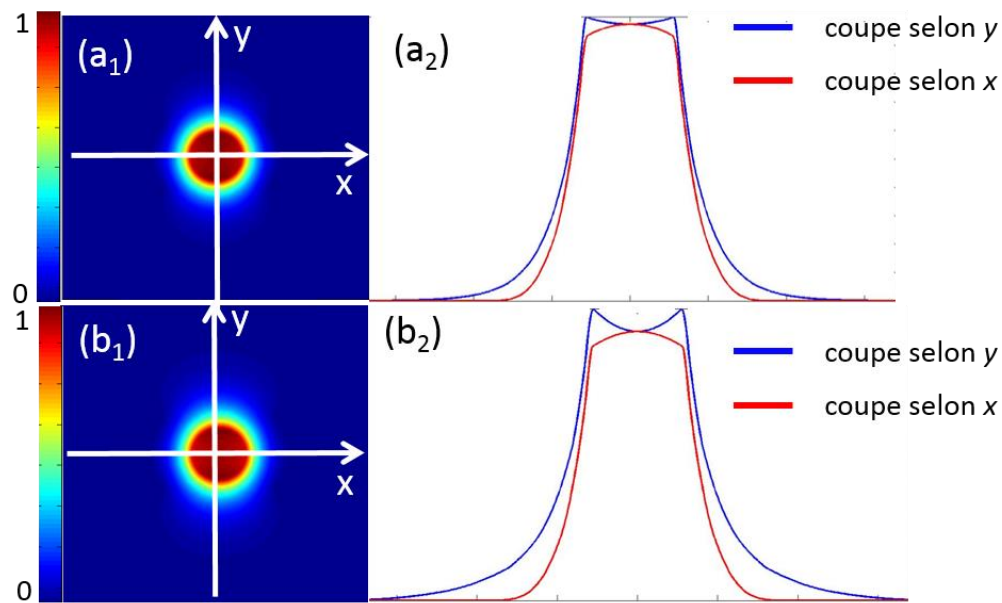 1
(a₁)
y
x
0
(a₂)
coupe selon y
coupe selon x
1
(b₁)
y
x
0
(b₂)
coupe selon y
coupe selon x